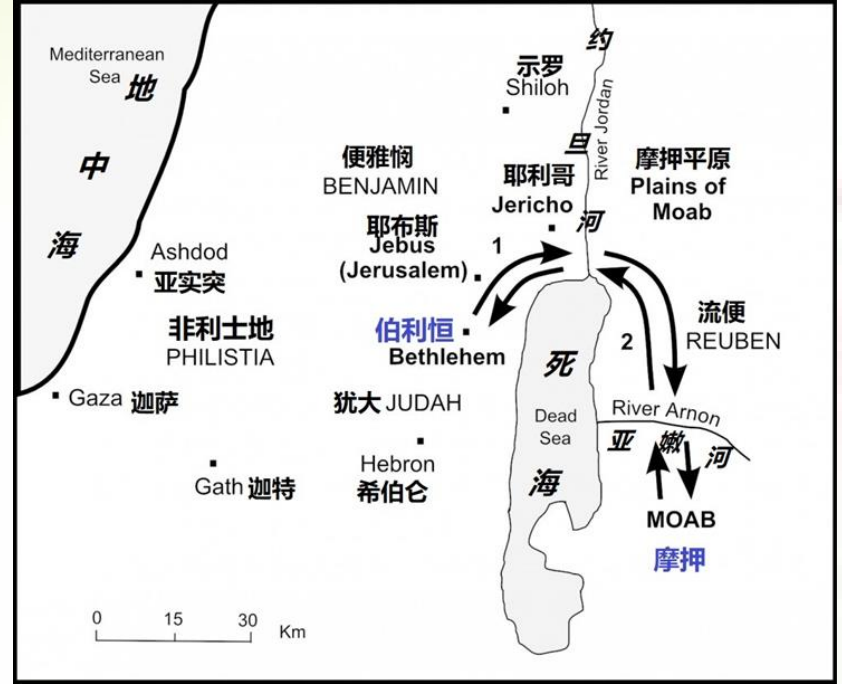 Mediterranean
Sea
地
中
海
示罗
Shiloh
约
旦
河
River Jordan
便雅悯
BENJAMIN
耶利哥
Jericho
摩押平原
Plains of
Moab
耶布斯
Jebus
(Jerusalem)
1
Ashdod
亚实突
非利士地
PHILISTIA
伯利恒
Bethlehem
流便
REUBEN
2
死
Dead
Sea
海
Gaza 迦萨
犹大 JUDAH
River Arnon
亚嫩河
Hebron
希伯仑
Gath 迦特
MOAB
摩押
0 15 30 Km